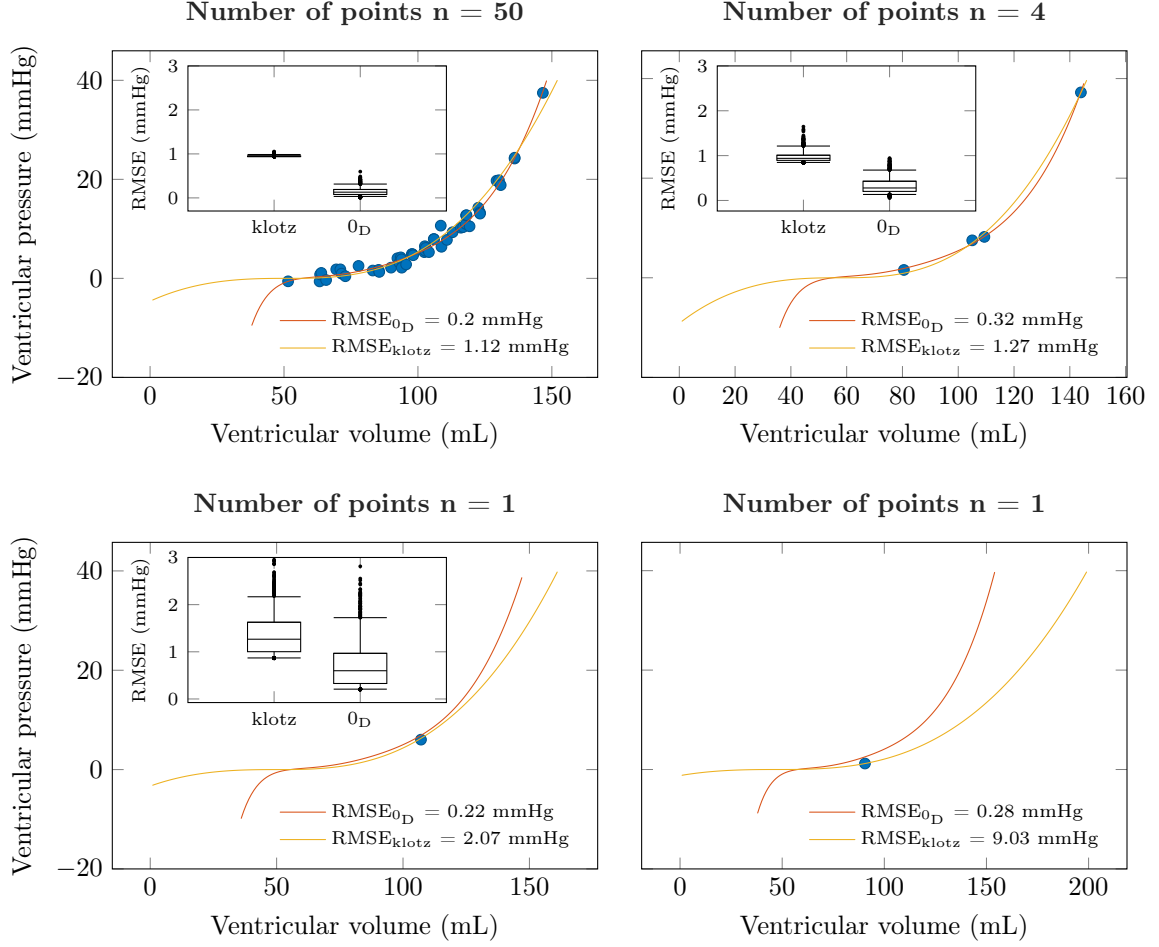 Number of points n = 50
Ventricular pressure (mmHg)
40
20
0
−20
RMSE (mmHg)
3
2
1
0
klotz
0D
RMSE0D = 0.2 mmHg
RMSEklotz = 1.12 mmHg
0
50
100
150
Ventricular volume (mL)
Number of points n = 4
RMSE (mmHg)
3
2
1
0
klotz
0D
RMSE0D = 0.32 mmHg
RMSEklotz = 1.27 mmHg
0
20
40
60
80
100
120
140
160
Ventricular volume (mL)
Number of points n = 1
Ventricular pressure (mmHg)
40
20
0
−20
RMSE (mmHg)
3
2
1
0
klotz
0D
RMSE0D = 0.22 mmHg
RMSEklotz = 2.07 mmHg
0
50
100
150
Ventricular volume (mL)
Number of points n = 1
RMSE0D = 0.28 mmHg
RMSEklotz = 9.03 mmHg
0
50
100
150
200
Ventricular volume (mL)